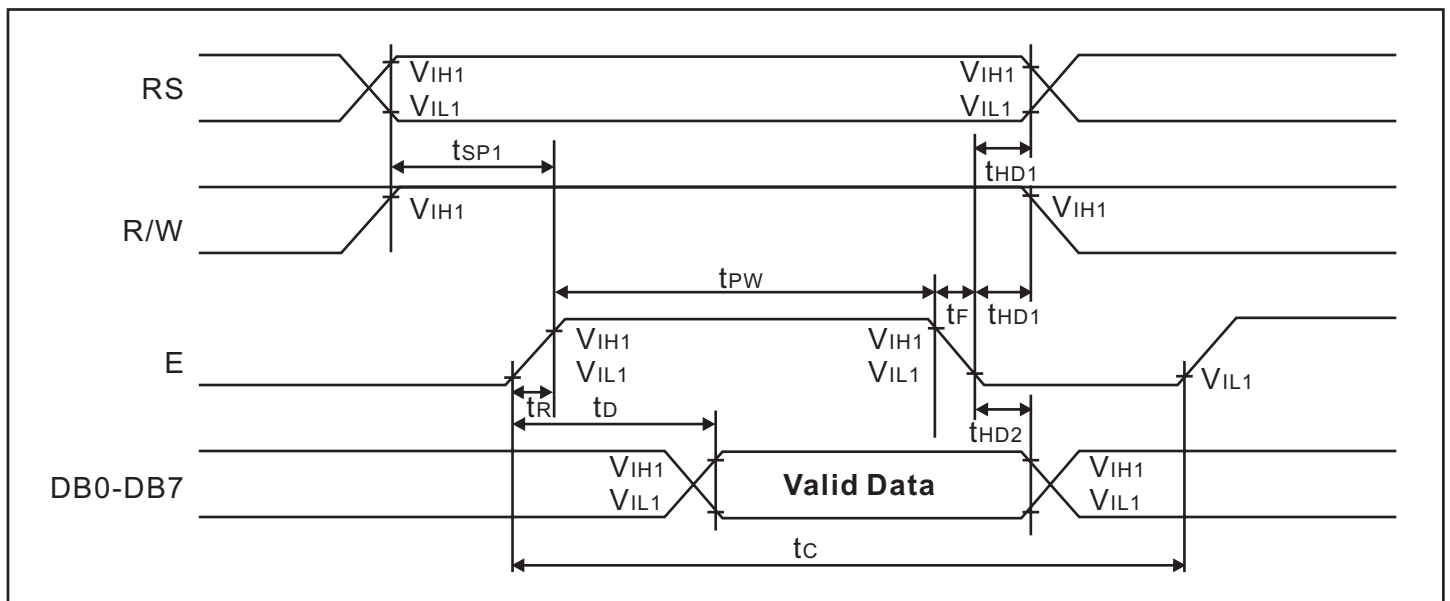 RS
VIH1
VIL1
VIH1
VIL1
tSP1
tHD1
R/W
VIH1
VIH1
tPW
tF
tHD1
E
VIH1
VIL1
VIH1
VIL1
VIL1
tR
tD
tHD2
DB0-DB7
VIH1
VIL1
Valid Data
VIH1
VIL1
tC